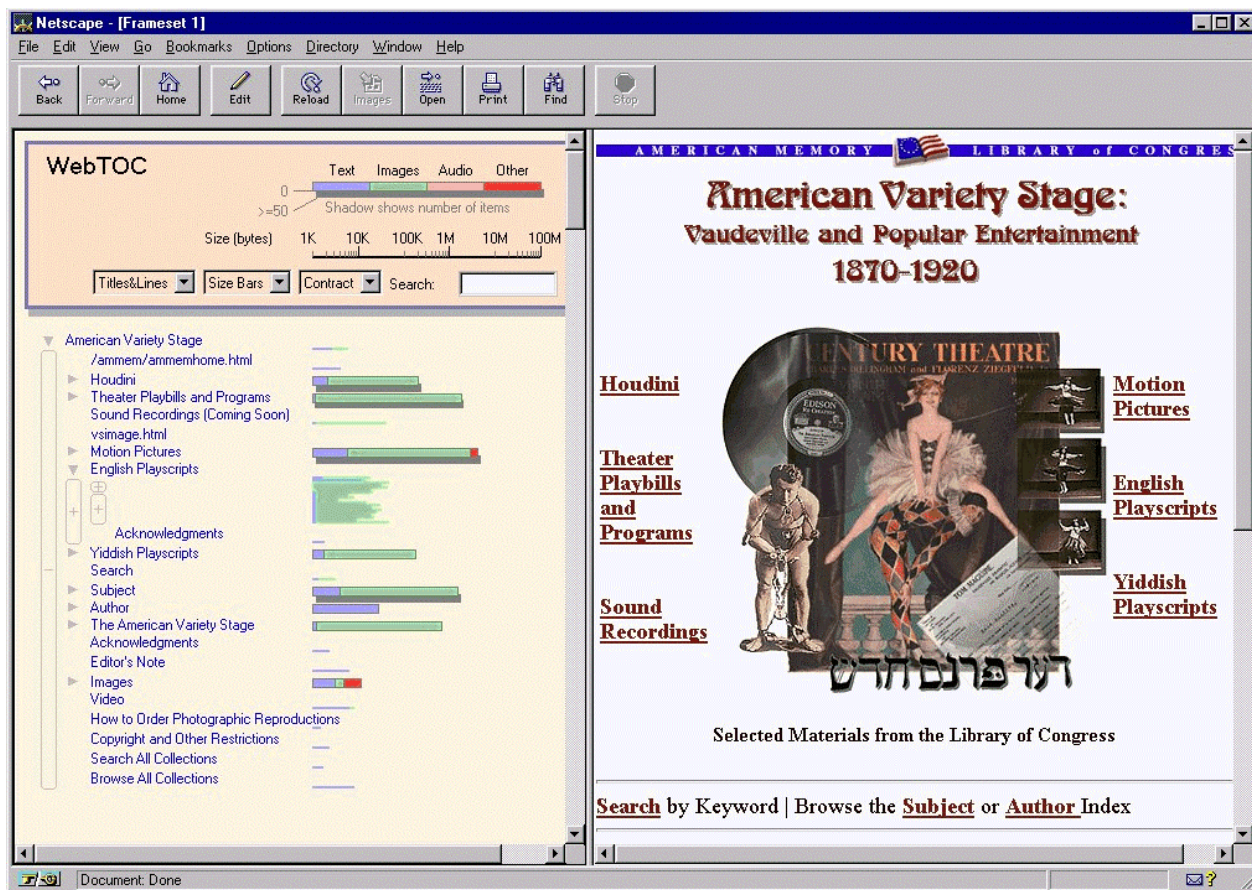 Netscape - [Frameset 1]
File Edit View Go Bookmarks Options Directory Window Help
Back Forward Home Edit Reload Images Open Print Find Stop
WebTOC
Text Images Audio Other
0
>=50 Shadow shows number of items
Size (bytes) 1K 10K 100K 1M 10M 100M
Titles&Lines Size Bars Contract Search:
American Variety Stage
/ammem/ammemhome.html
Houdini
Theater Playbills and Programs
Sound Recordings (Coming Soon)
vsimage.html
Motion Pictures
English Playscripts
Acknowledgments
Yiddish Playscripts
Search
Subject
Author
The American Variety Stage
Acknowledgments
Editor's Note
Images
Video
How to Order Photographic Reproductions
Copyright and Other Restrictions
Search All Collections
Browse All Collections
AMERICAN MEMORY LIBRARY of CONGRES
American Variety Stage:
Vaudeville and Popular Entertainment
1870-1920
Houdini
Theater
Playbills
and
Programs
Sound
Recordings
CENTURY THEATRE
EDISON
Motion
Pictures
English
Playscripts
Yiddish
Playscripts
דער פרנס חדש
Selected Materials from the Library of Congress
Search by Keyword | Browse the Subject or Author Index
Document: Done